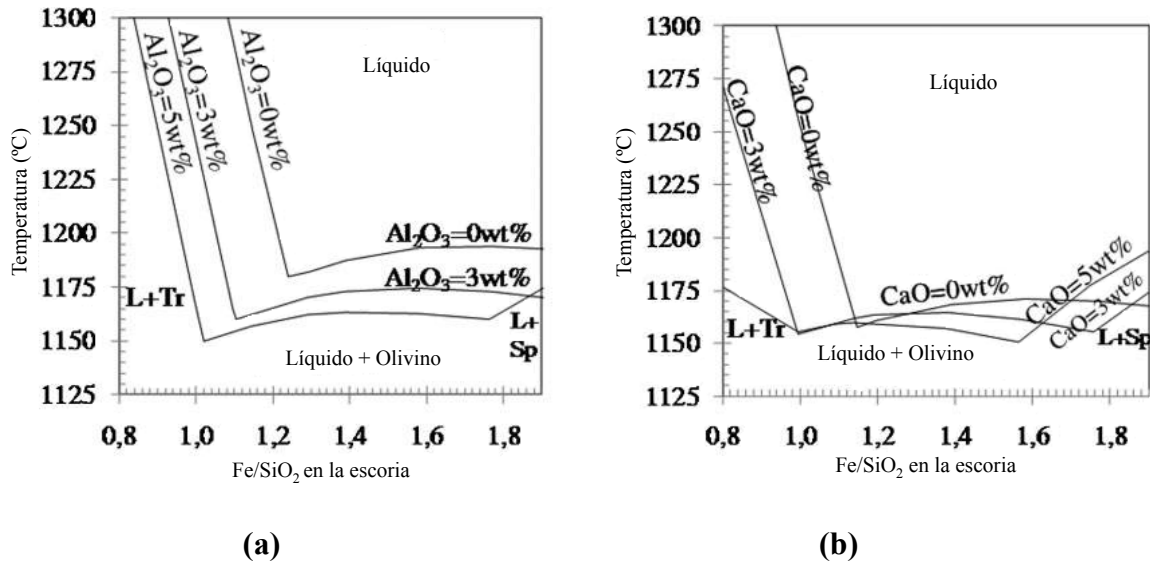 1300
1275
1250
1225
1200
1175
1150
1125
Temperatura (ºC)
Al₂O₃=5wt%
Al₂O₃=3wt%
Al₂O₃=0wt%
Líquido
Al₂O₃=0wt%
Al₂O₃=3wt%
L+Tr
L+
Sp
Líquido + Olivino
0,8 1,0 1,2 1,4 1,6 1,8
Fe/SiO₂ en la escoria
(a)
1300
1275
1250
1225
1200
1175
1150
1125
Temperatura (ºC)
CaO=3wt%
CaO=0wt%
Líquido
CaO=0wt%
CaO=5wt%
CaO=3wt%
L+Tr
L+Sp
Líquido + Olivino
0,8 1,0 1,2 1,4 1,6 1,8
Fe/SiO₂ en la escoria
(b)